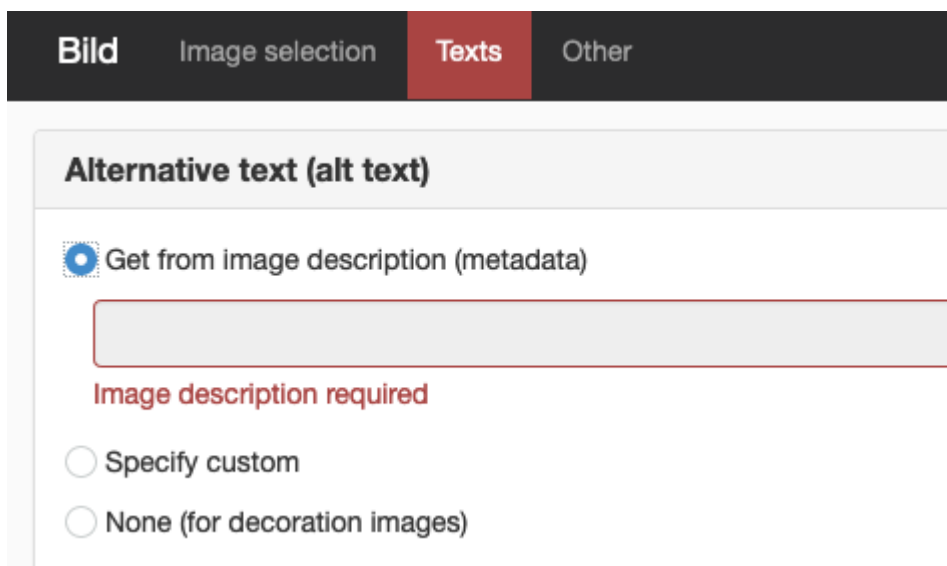 Bild Image selection Texts Other
Alternative text (alt text)
Get from image description (metadata)
Image description required
Specify custom
None (for decoration images)